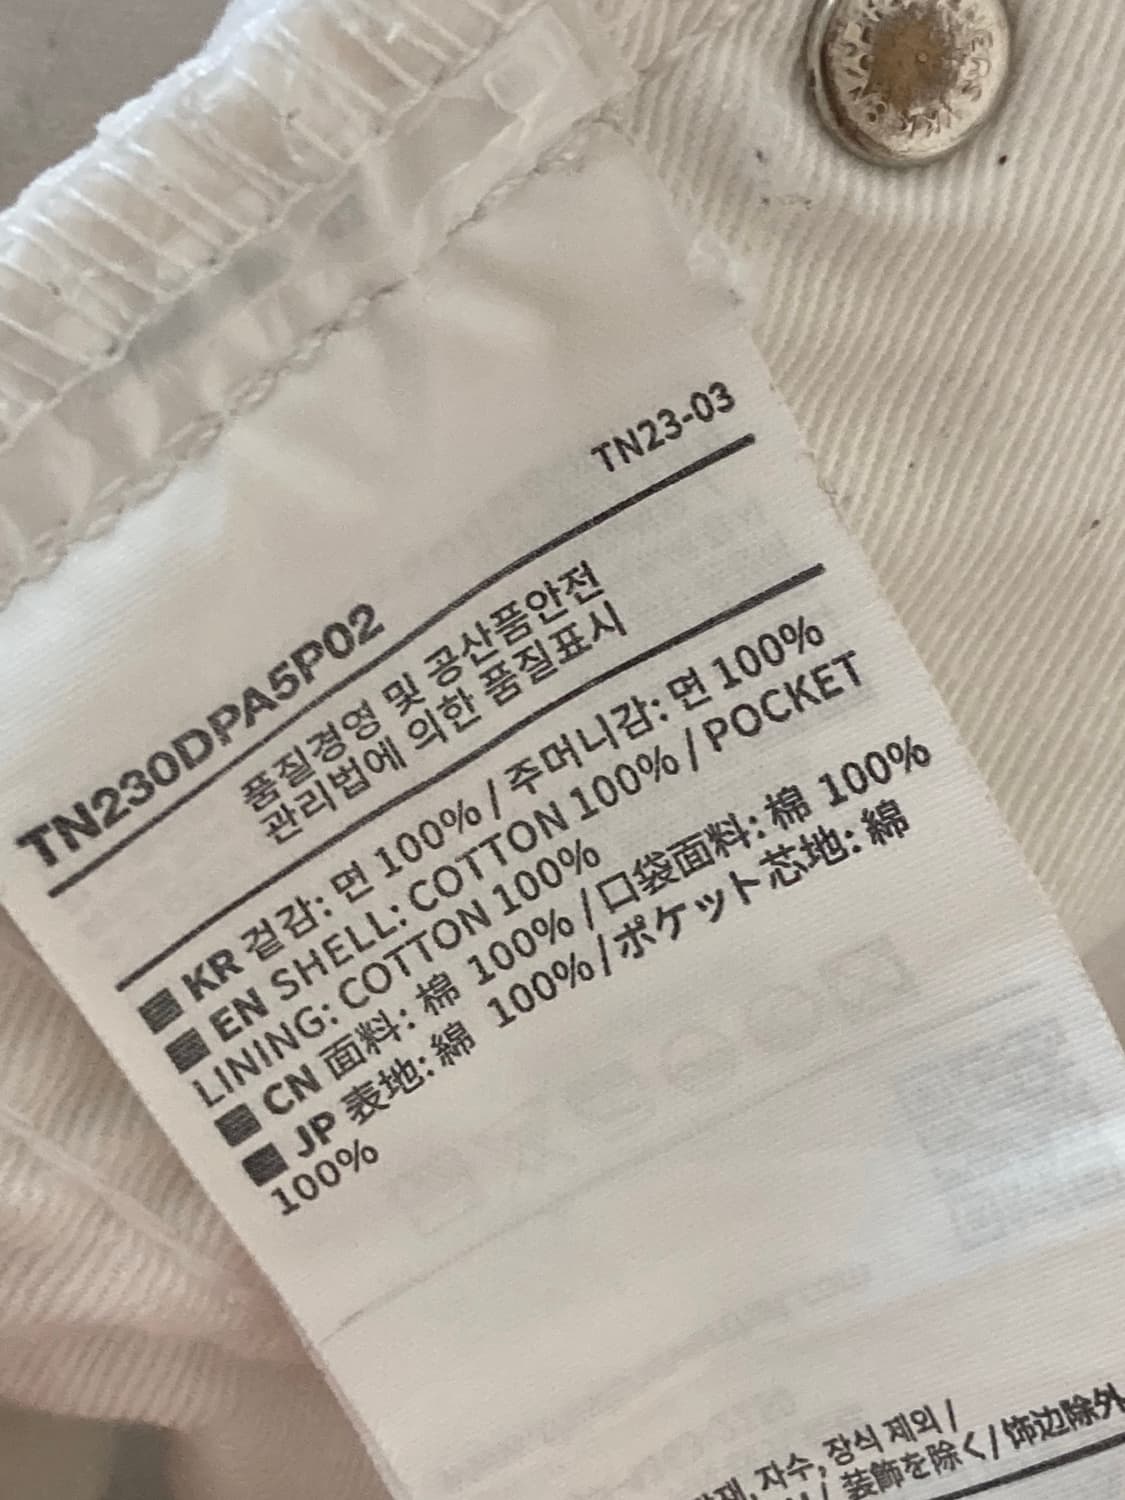 TN23-03
TN230DPA5P02
품질경영 및 공산품안전
관리법에 의한 품질표시
■ KR 겉감: 면 100% / 주머니감: 면 100%
■ EN SHELL: COTTON 100% / POCKET
LINING: COTTON 100%
■ CN 面料: 棉 100% / 口袋面料: 棉 100%
■ JP 表地: 綿 100% / ポケット芯地: 綿
100%
자수, 장식 제외 /
/ 装飾を除く / 饰边除外